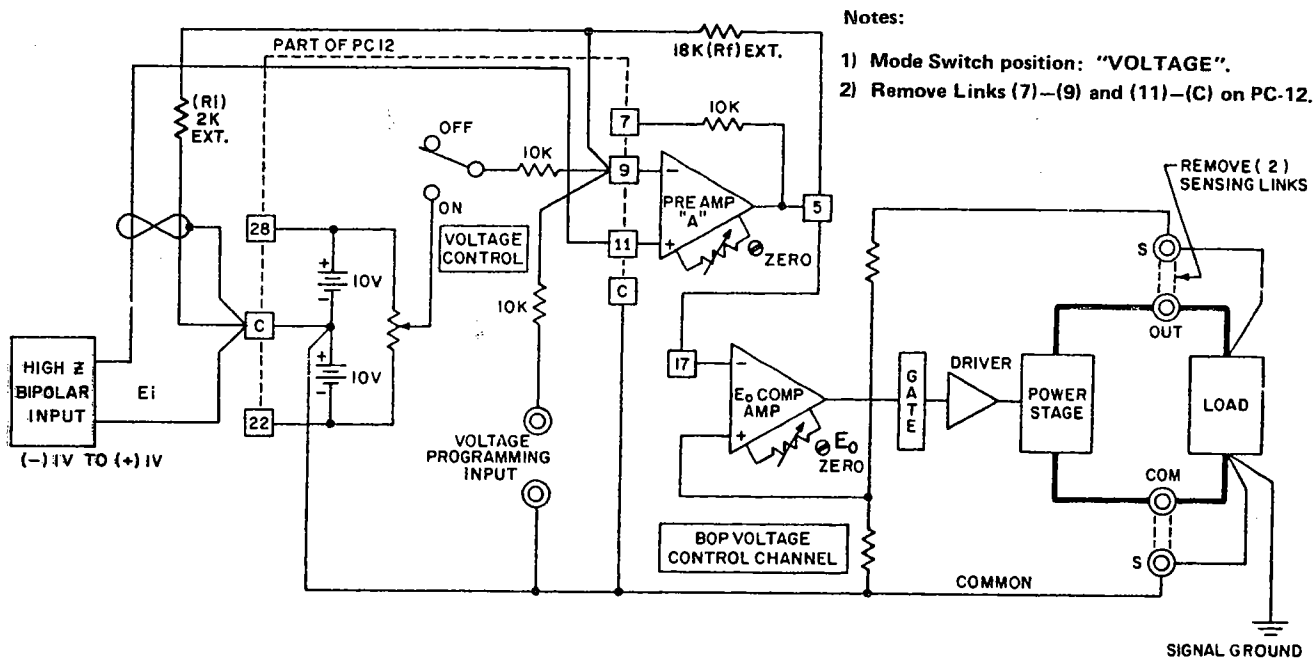 Notes:
1) Mode Switch position: "VOLTAGE".
2) Remove Links (7)—(9) and (11)—(C) on PC-12.
PART OF PC12
18K (Rf) EXT.
(RI)
2K
EXT.
OFF
ON
10K
VOLTAGE
CONTROL
7
9
11
C
10K
−
PRE AMP
"A"
+
ZERO
5
28
+
−
10V
C
+
−
10V
22
HIGH Z
BIPOLAR
INPUT
Ei
(−) 1V TO (+) 1V
10K
VOLTAGE
PROGRAMMING
INPUT
17
−
Eo COMP
AMP
+
Eo
ZERO
BOP VOLTAGE
CONTROL CHANNEL
GATE
DRIVER
POWER
STAGE
REMOVE (2)
SENSING LINKS
S
OUT
LOAD
COM
S
COMMON
SIGNAL GROUND